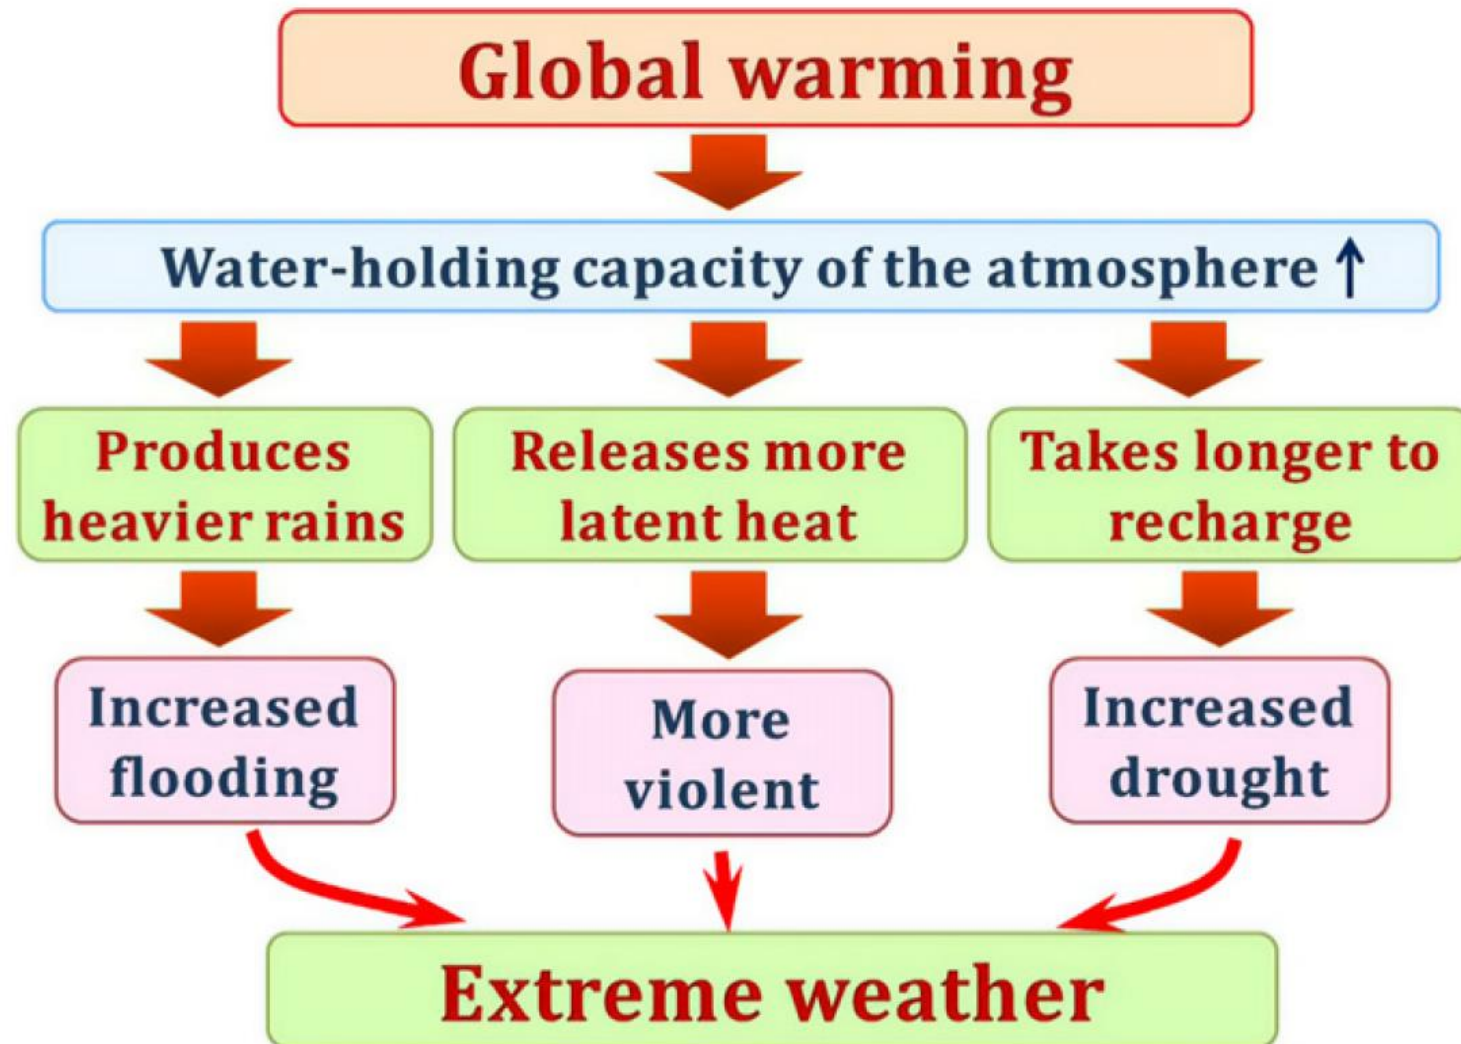 Global warming
Water-holding capacity of the atmosphere ↑
Produces
heavier rains
Releases more
latent heat
Takes longer to
recharge
Increased
flooding
More
violent
Increased
drought
Extreme weather